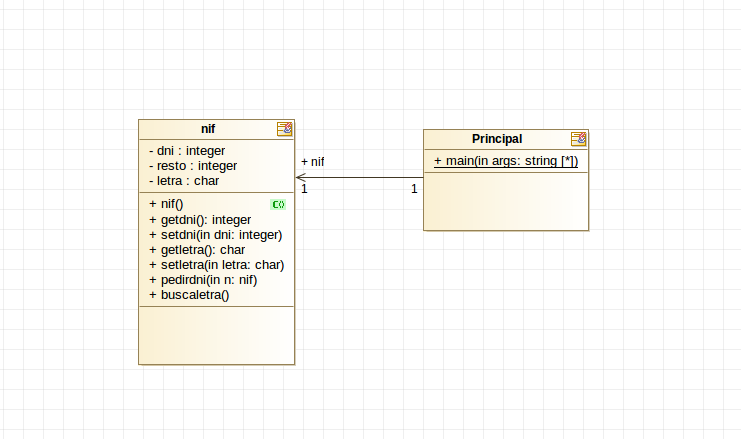 nif
- dni : integer
- resto : integer
- letra : char
+ nif()
+ getdni(): integer
+ setdni(in dni: integer)
+ getletra(): char
+ setletra(in letra: char)
+ pedirdni(in n: nif)
+ buscaletra()
+ nif
1
1
Principal
+ main(in args: string [*])